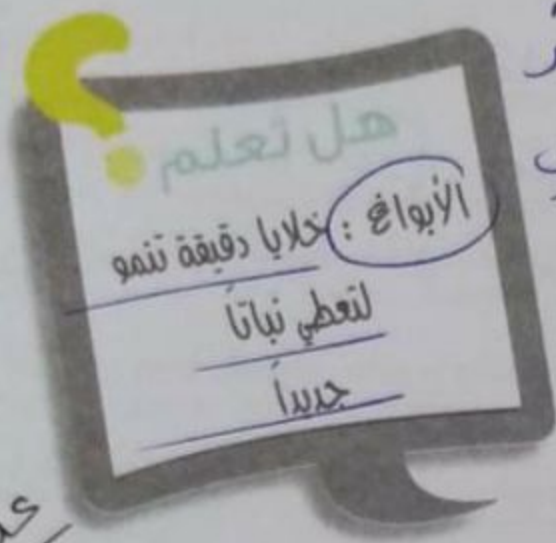 هل تعلم ؟
الأبواغ : خلايا دقيقة تنمو
لتعطي نباتاً
جديداً